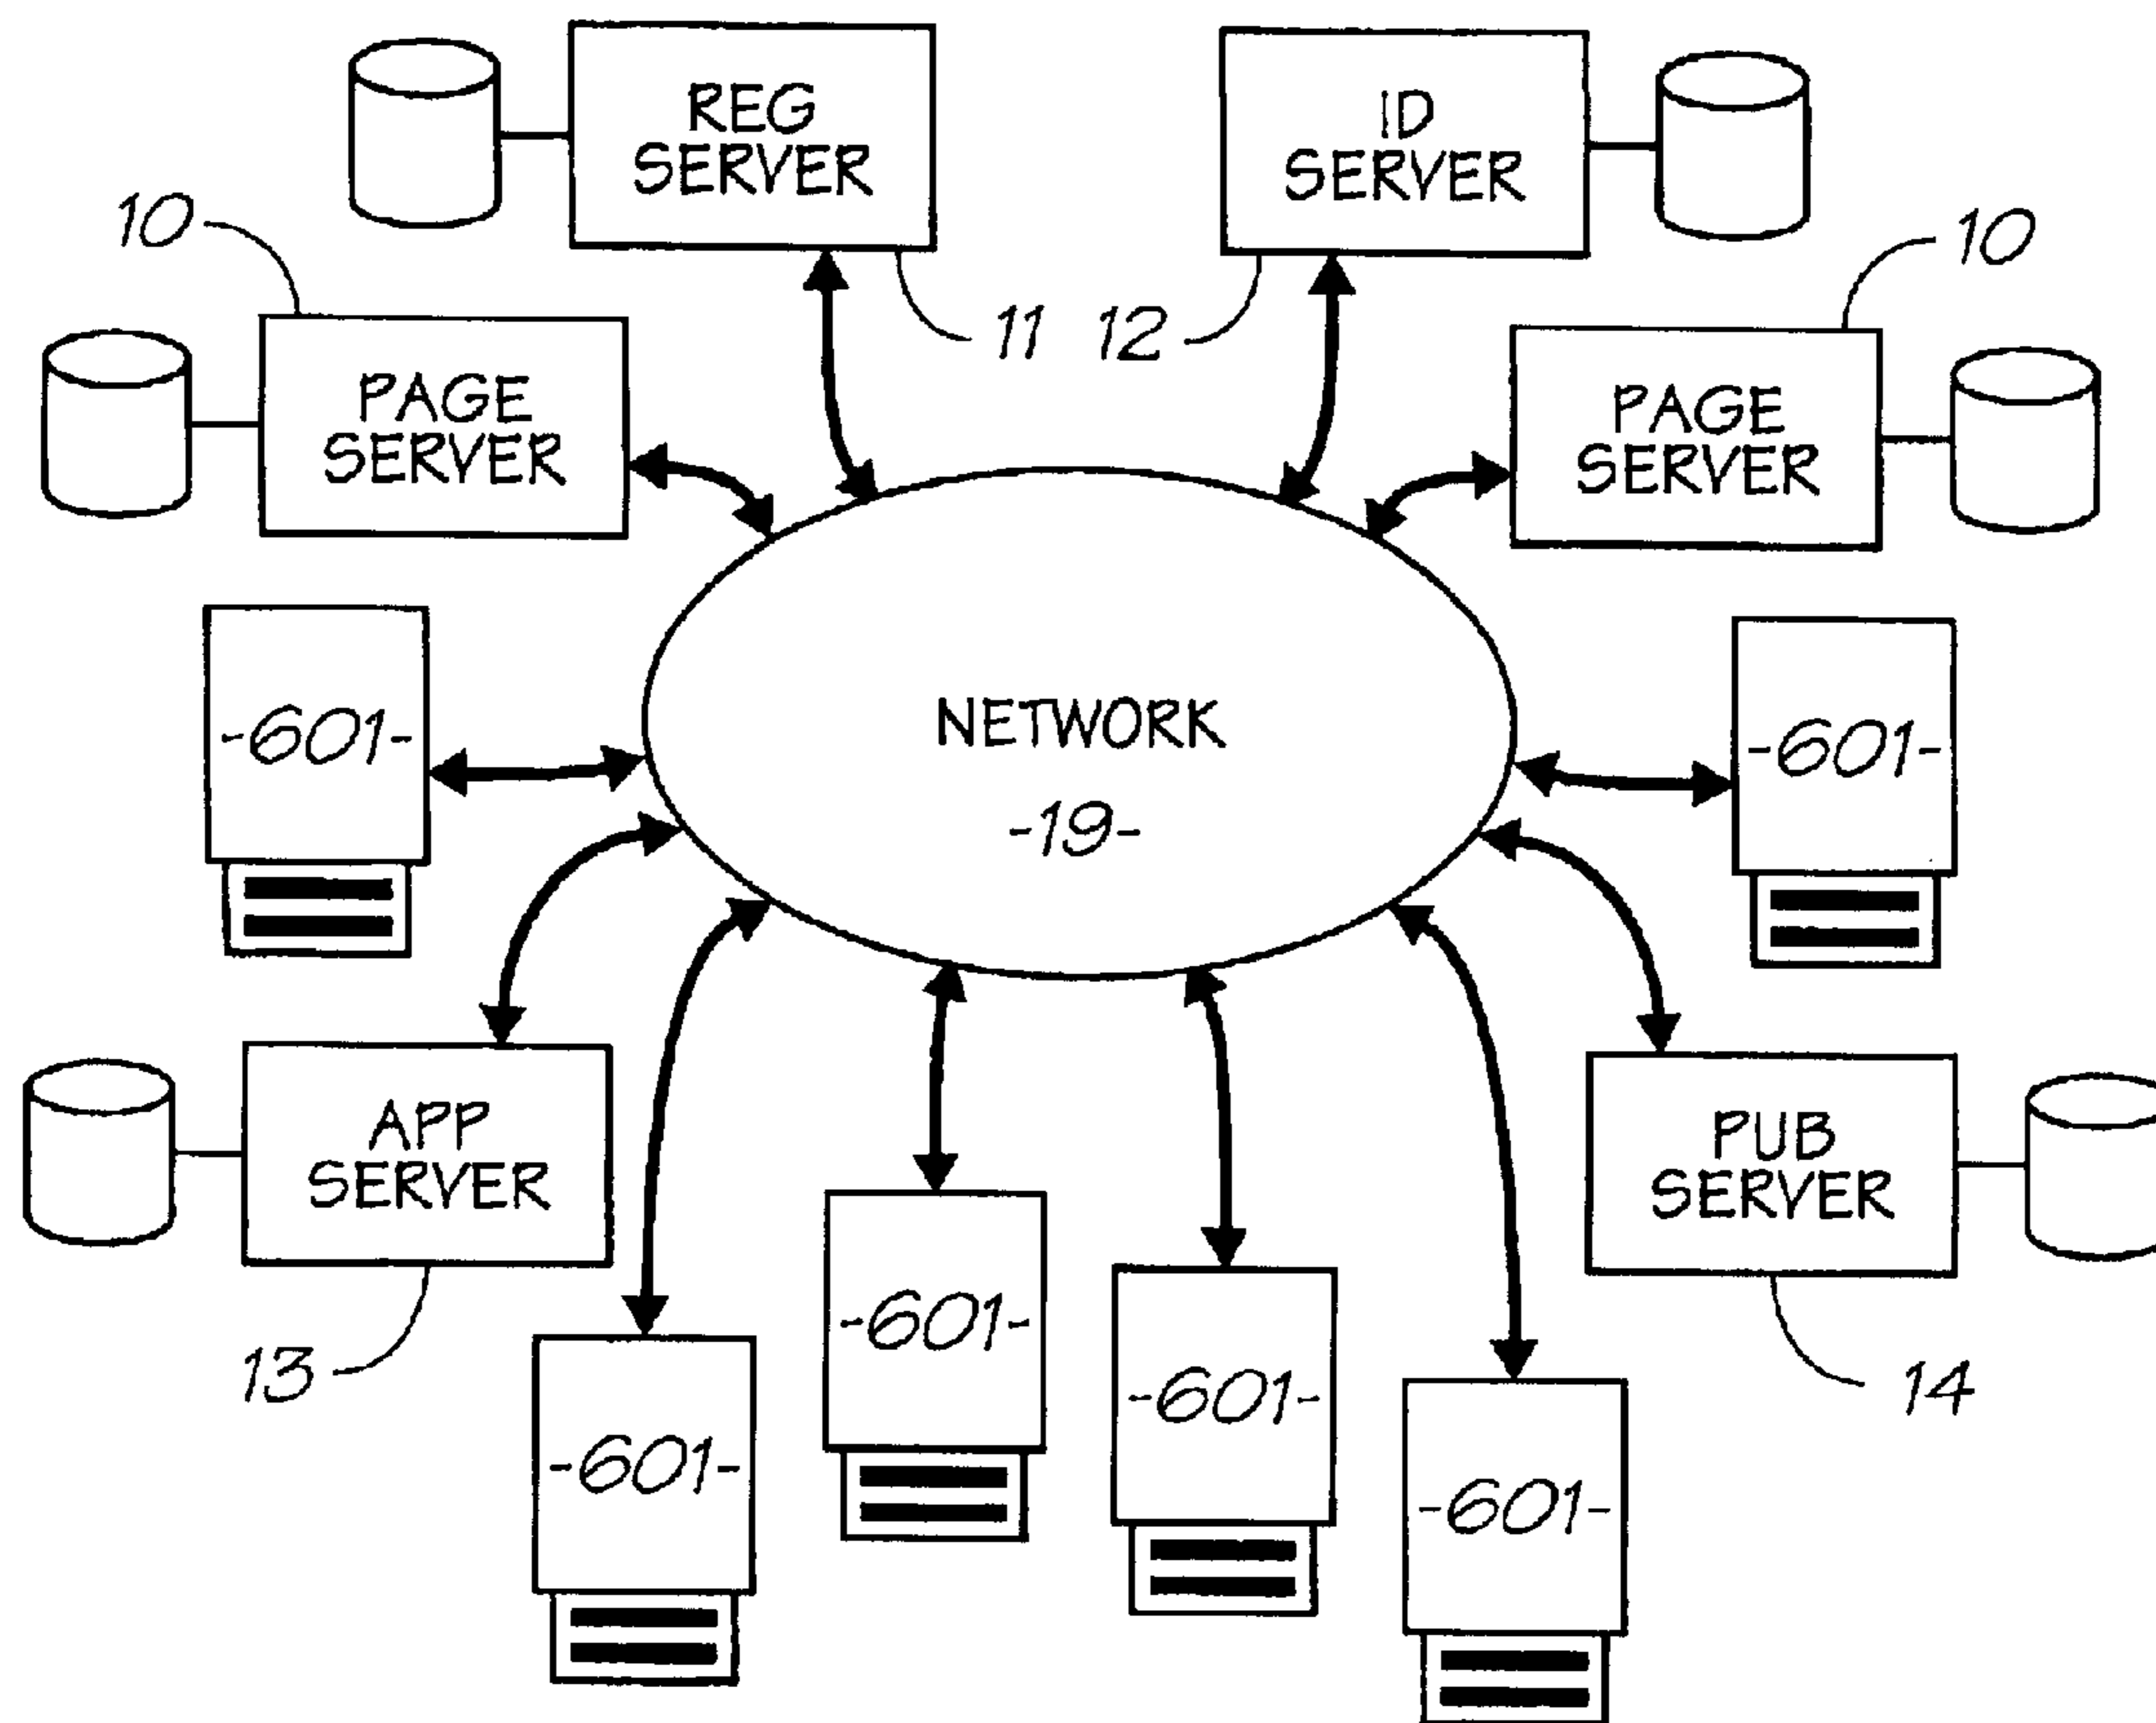 REG
SERVER
ID
SERVER
10
10
11
12
PAGE
SERVER
PAGE
SERVER
-601-
NETWORK
-19-
-601-
APP
SERVER
PUB
SERVER
-601-
-601-
13
14
-601-
-601-